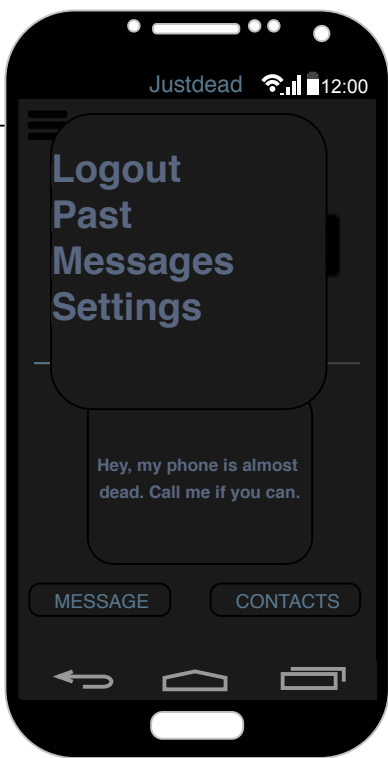 Justdead 12:00
Logout
Past
Messages
Settings
Hey, my phone is almost
dead. Call me if you can.
MESSAGE CONTACTS